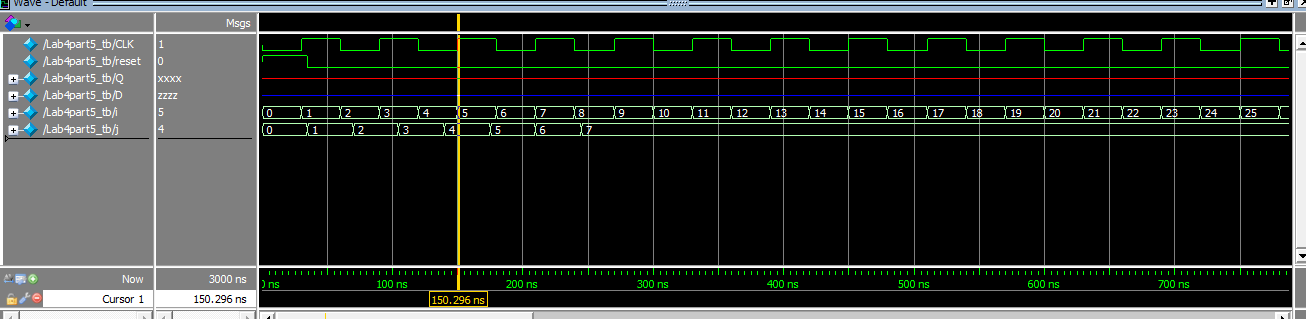 Wave - Default
Msgs
/Lab4part5_tb/CLK 1
/Lab4part5_tb/reset 0
/Lab4part5_tb/Q xxxx
/Lab4part5_tb/D zzzz
/Lab4part5_tb/i 5 0 1 2 3 4 5 6 7 8 9 10 11 12 13 14 15 16 17 18 19 20 21 22 23 24 25
/Lab4part5_tb/j 4 0 1 2 3 4 5 6 7
Now 3000 ns ns 100 ns 200 ns 300 ns 400 ns 500 ns 600 ns 700 ns
Cursor 1 150.296 ns 150.296 ns